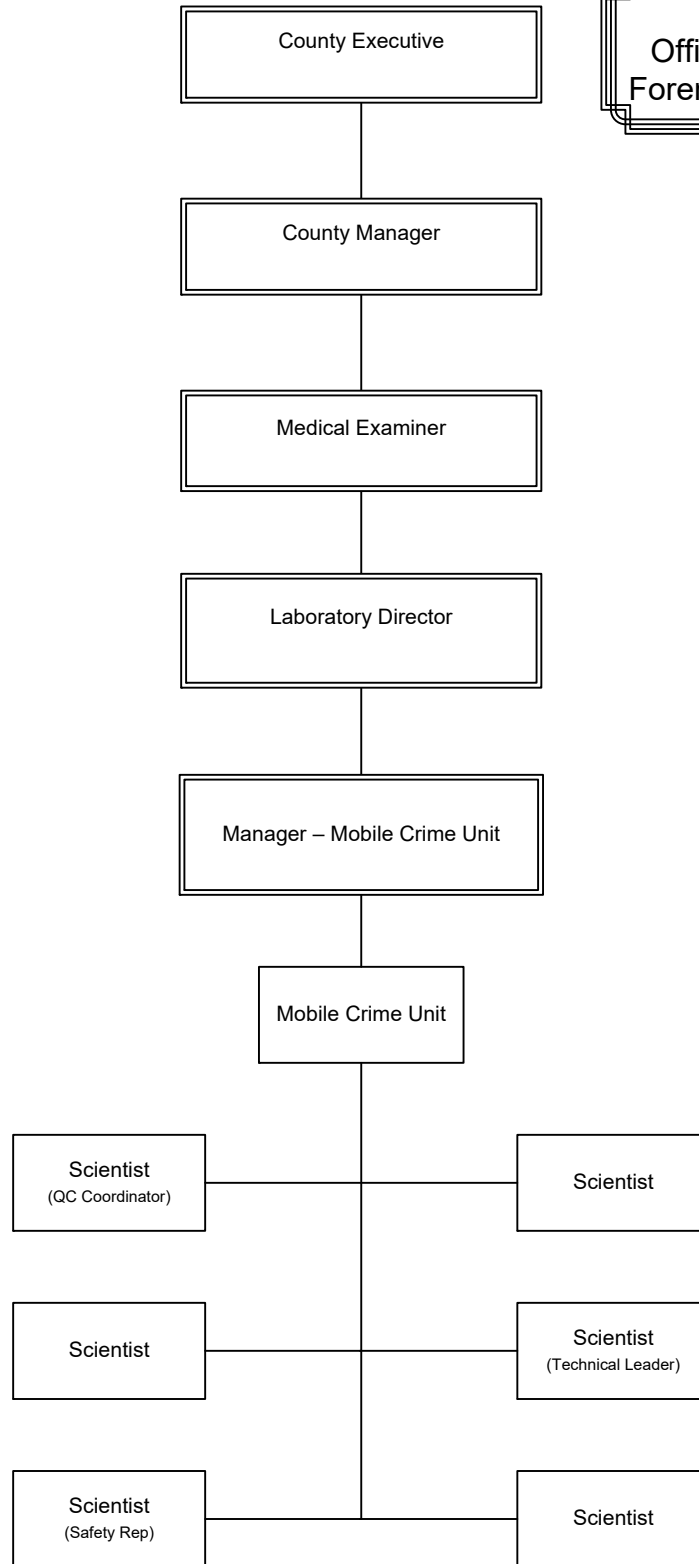 County Executive
Offi
Foren
County Manager
Medical Examiner
Laboratory Director
Manager – Mobile Crime Unit
Mobile Crime Unit
Scientist
(QC Coordinator)
Scientist
Scientist
Scientist
(Technical Leader)
Scientist
(Safety Rep)
Scientist